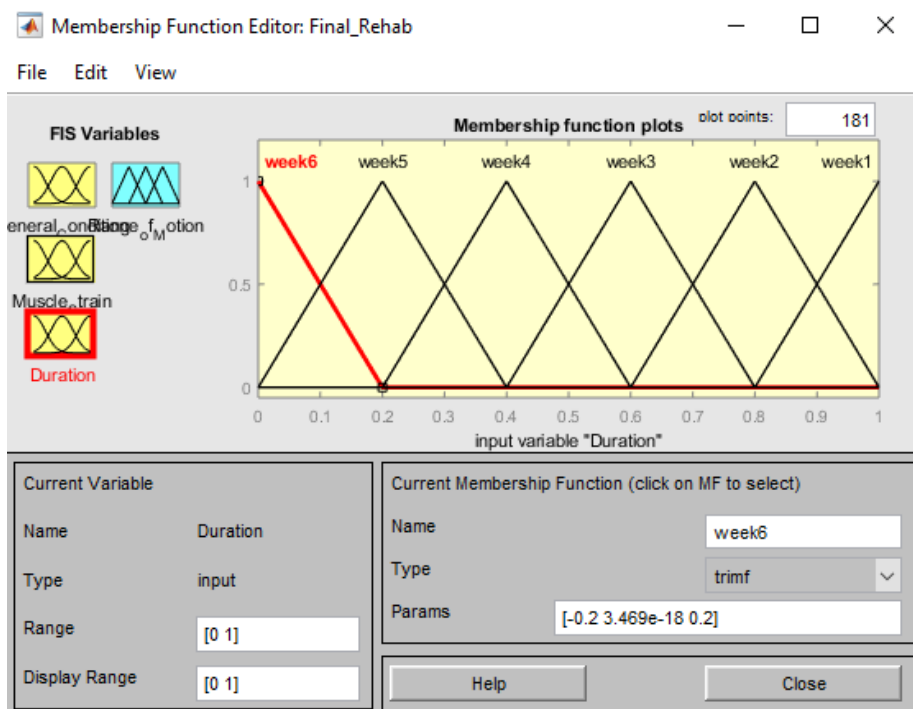 Membership Function Editor: Final_Rehab
File Edit View
FIS Variables
Membership function plots
plot points:
181
week6 week5 week4 week3 week2 week1
1
0.5
0
0 0.1 0.2 0.3 0.4 0.5 0.6 0.7 0.8 0.9 1
input variable "Duration"
Duration
Current Variable
Name Duration
Type input
Range [0 1]
Display Range [0 1]
Current Membership Function (click on MF to select)
Name week6
Type trimf
Params [-0.2 3.469e-18 0.2]
Help Close